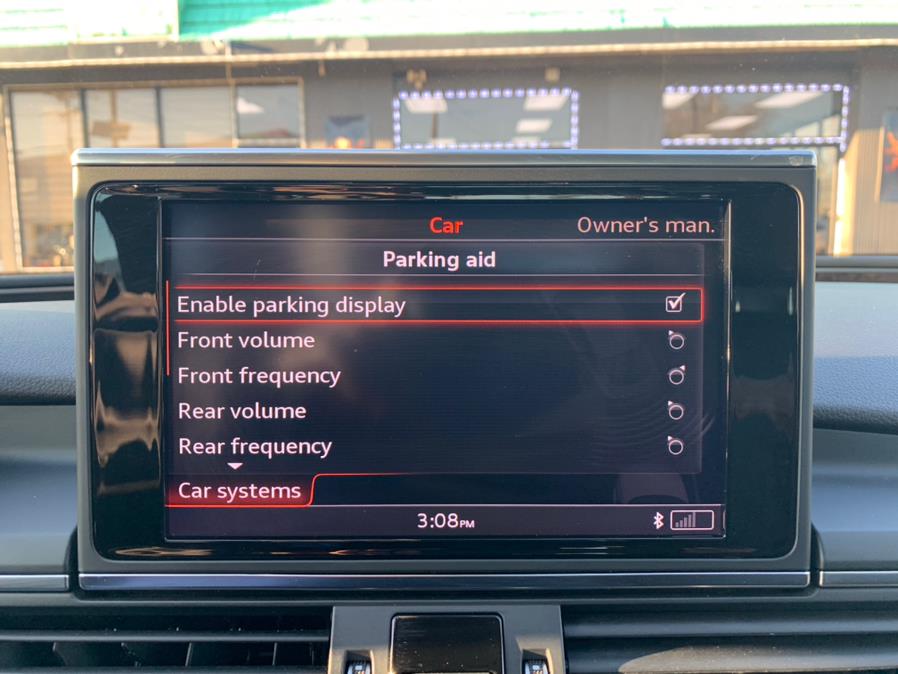 Car Owner's man.
Parking aid
Enable parking display
Front volume
Front frequency
Rear volume
Rear frequency
Car systems
3:08PM